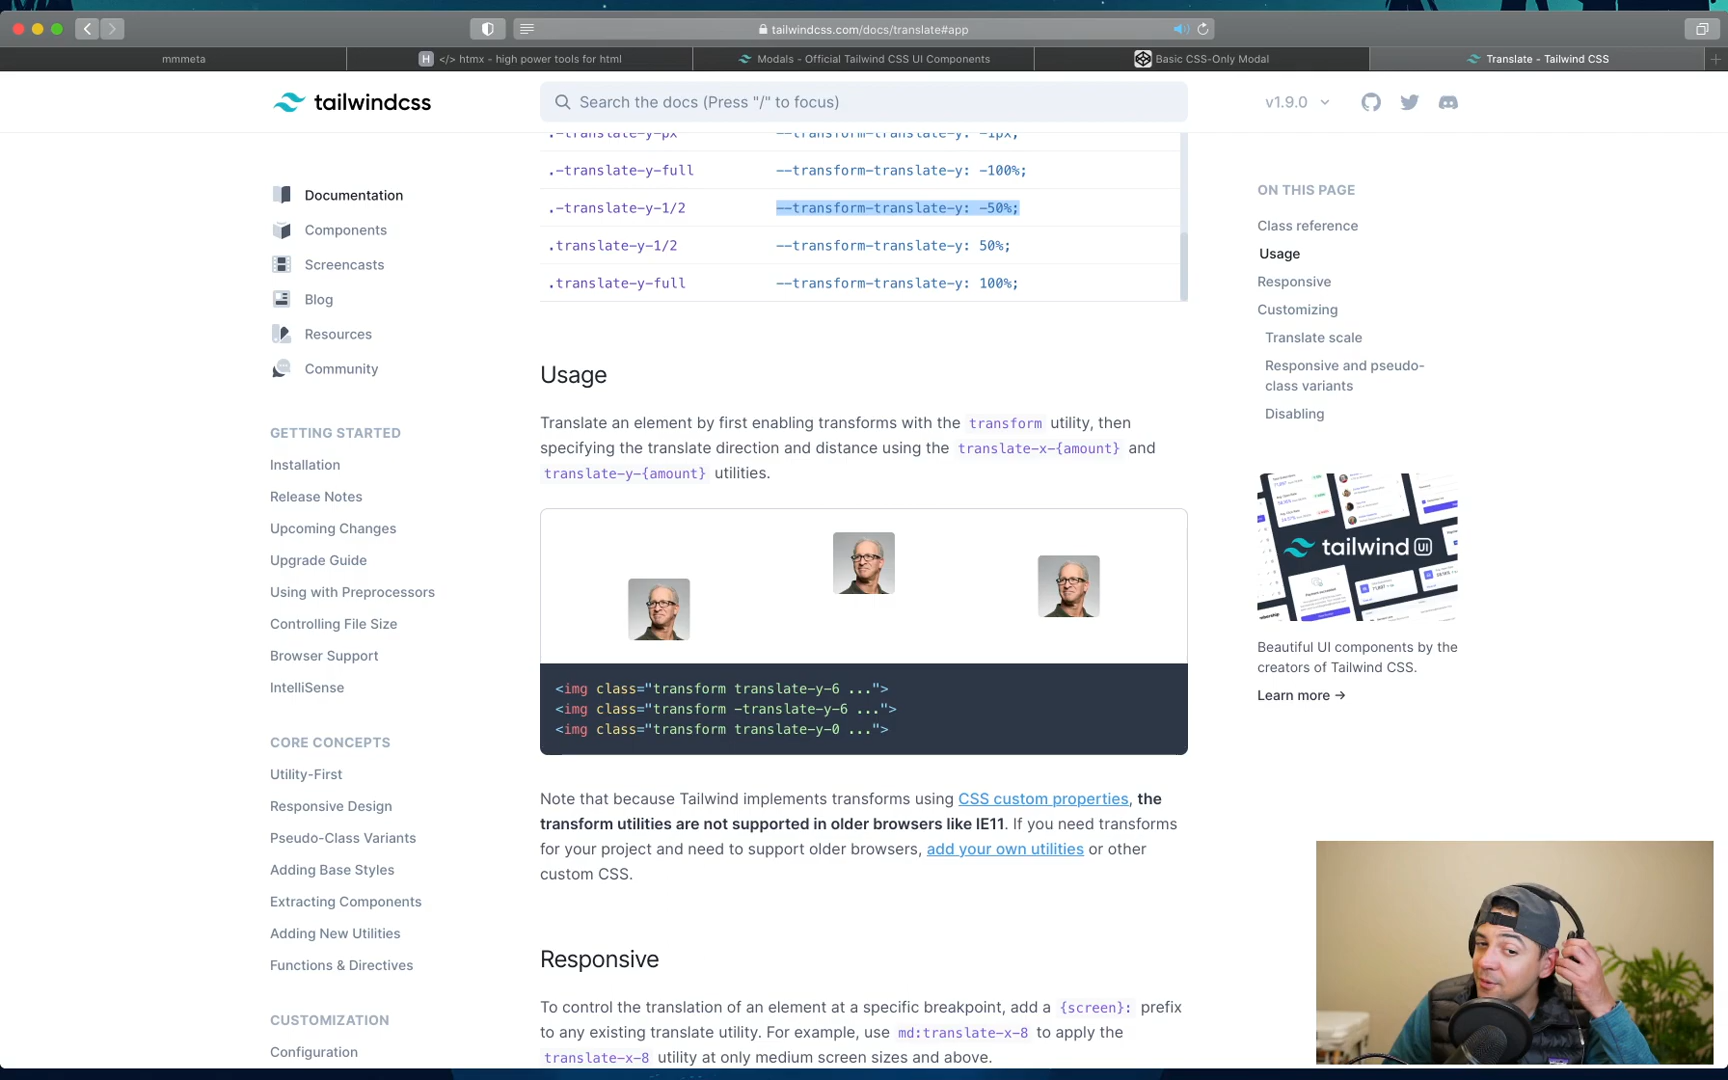 tailwindcss.com/docs/translate#app
mmmeta
H </> htmx - high power tools for html
Modals - Official Tailwind CSS UI Components
Basic CSS-Only Modal
Translate - Tailwind CSS
tailwindcss
Search the docs (Press "/" to focus)
v1.9.0
Documentation
Components
Screencasts
Blog
Resources
Community
GETTING STARTED
Installation
Release Notes
Upcoming Changes
Upgrade Guide
Using with Preprocessors
Controlling File Size
Browser Support
IntelliSense
CORE CONCEPTS
Utility-First
Responsive Design
Pseudo-Class Variants
Adding Base Styles
Extracting Components
Adding New Utilities
Functions & Directives
CUSTOMIZATION
Configuration
.-translate-y-px --transform-translate-y: -1px;
.-translate-y-full --transform-translate-y: -100%;
.-translate-y-1/2 --transform-translate-y: -50%;
.translate-y-1/2 --transform-translate-y: 50%;
.translate-y-full --transform-translate-y: 100%;
Usage
Translate an element by first enabling transforms with the transform utility, then
specifying the translate direction and distance using the translate-x-{amount} and
translate-y-{amount} utilities.
<img class="transform translate-y-6 ...">
<img class="transform -translate-y-6 ...">
<img class="transform translate-y-0 ...">
Note that because Tailwind implements transforms using CSS custom properties, the
transform utilities are not supported in older browsers like IE11. If you need transforms
for your project and need to support older browsers, add your own utilities or other
custom CSS.
Responsive
To control the translation of an element at a specific breakpoint, add a {screen}: prefix
to any existing translate utility. For example, use md:translate-x-8 to apply the
translate-x-8 utility at only medium screen sizes and above.
ON THIS PAGE
Class reference
Usage
Responsive
Customizing
Translate scale
Responsive and pseudo-
class variants
Disabling
tailwind UI
Beautiful UI components by the
creators of Tailwind CSS.
Learn more →